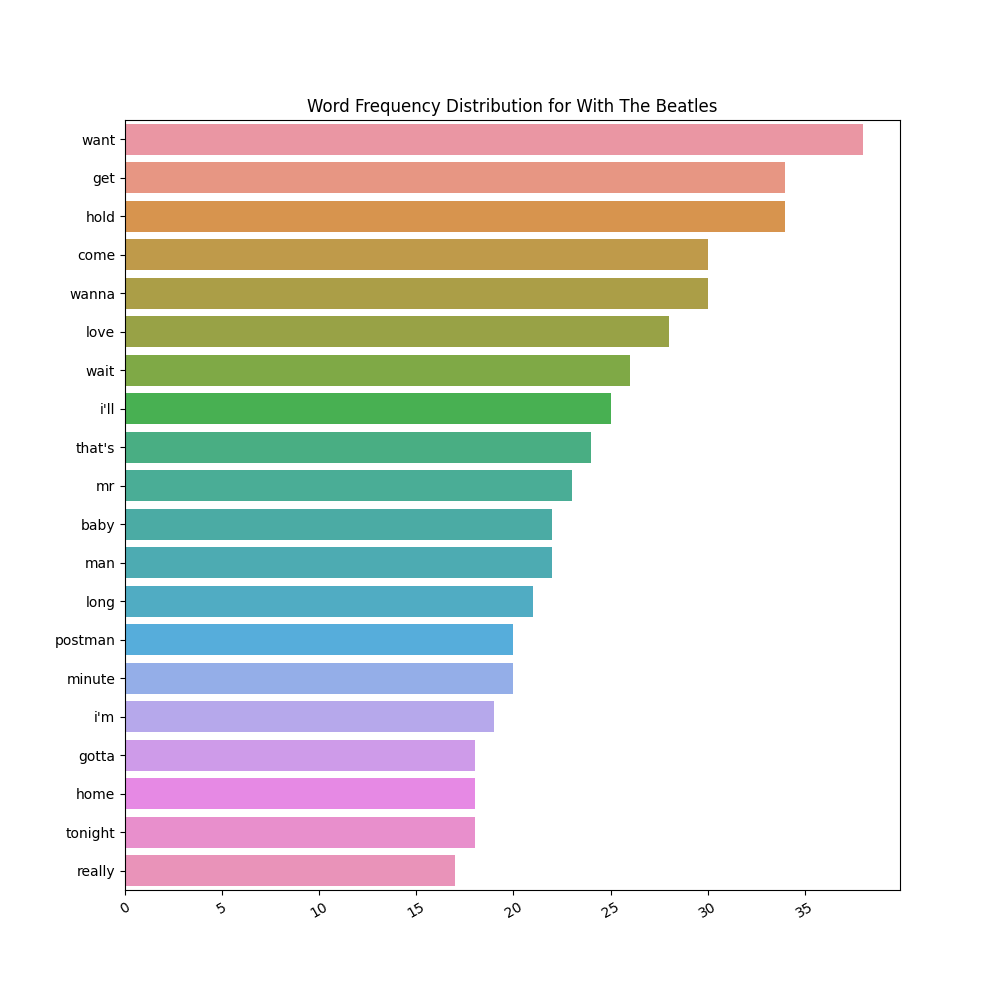 Word Frequency Distribution for With The Beatles
want
get
hold
come
wanna
love
wait
i'll
that's
mr
baby
man
long
postman
minute
i'm
gotta
home
tonight
really
0 5 10 15 20 25 30 35